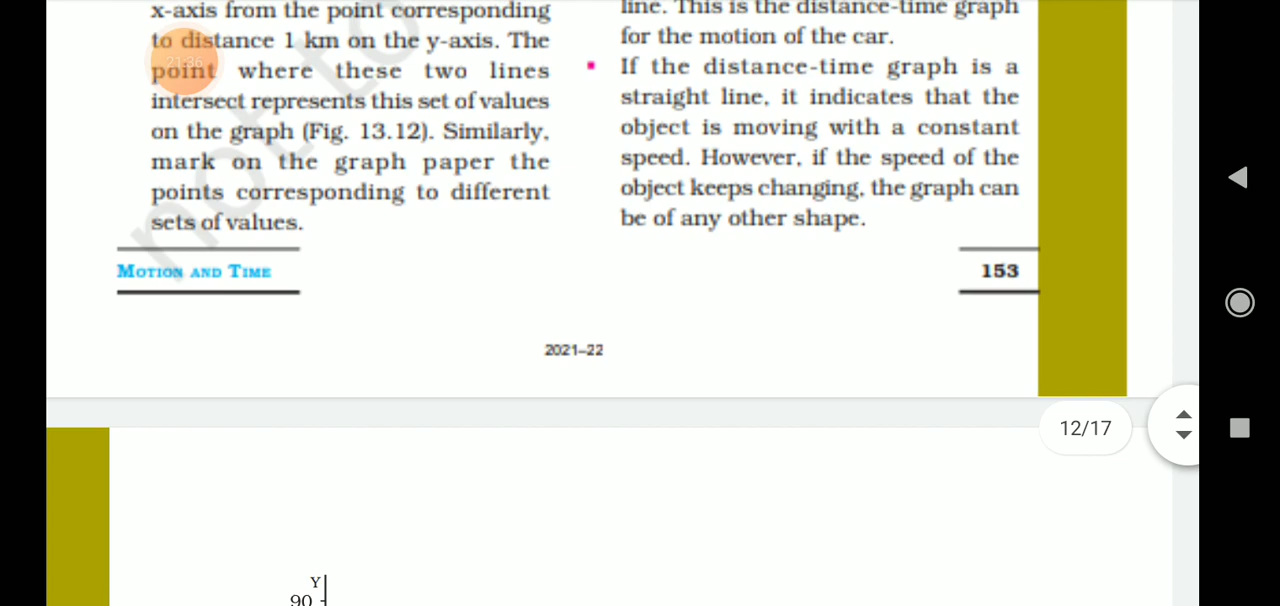 x-axis from the point corresponding
to distance 1 km on the y-axis. The
point where these two lines
intersect represents this set of values
on the graph (Fig. 13.12). Similarly,
mark on the graph paper the
points corresponding to different
sets of values.
line. This is the distance-time graph
for the motion of the car.
▪ If the distance-time graph is a
straight line, it indicates that the
object is moving with a constant
speed. However, if the speed of the
object keeps changing, the graph can
be of any other shape.
MOTION AND TIME
153
2021–22
12/17
Y
90
not to